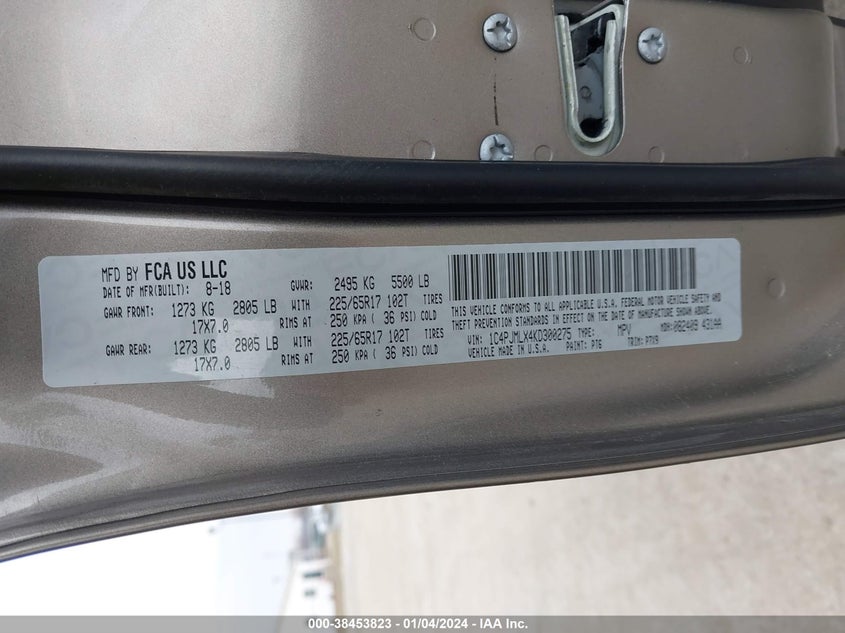 MFD BY FCA US LLC
DATE OF MFR(BUILT): 8-18 GVWR: 2495 KG 5500 LB
GAWR FRONT: 1273 KG 2805 LB WITH 225/65R17 102T TIRES
17X7.0 RIMS AT 250 KPA ( 36 PSI) COLD
GAWR REAR: 1273 KG 2805 LB WITH 225/65R17 102T TIRES
17X7.0 RIMS AT 250 KPA ( 36 PSI) COLD
THIS VEHICLE CONFORMS TO ALL APPLICABLE U.S.A. FEDERAL MOTOR VEHICLE SAFETY AND
THEFT PREVENTION STANDARDS IN EFFECT ON THE DATE OF MANUFACTURE SHOWN ABOVE.
VIN: 1C4PJMLX4KD300275 TYPE: MPV MDH: 082409 431AA
VEHICLE MADE IN U.S.A. PAINT: PT6 TRIM: P7X9
000-38453823 - 01/04/2024 - IAA Inc.